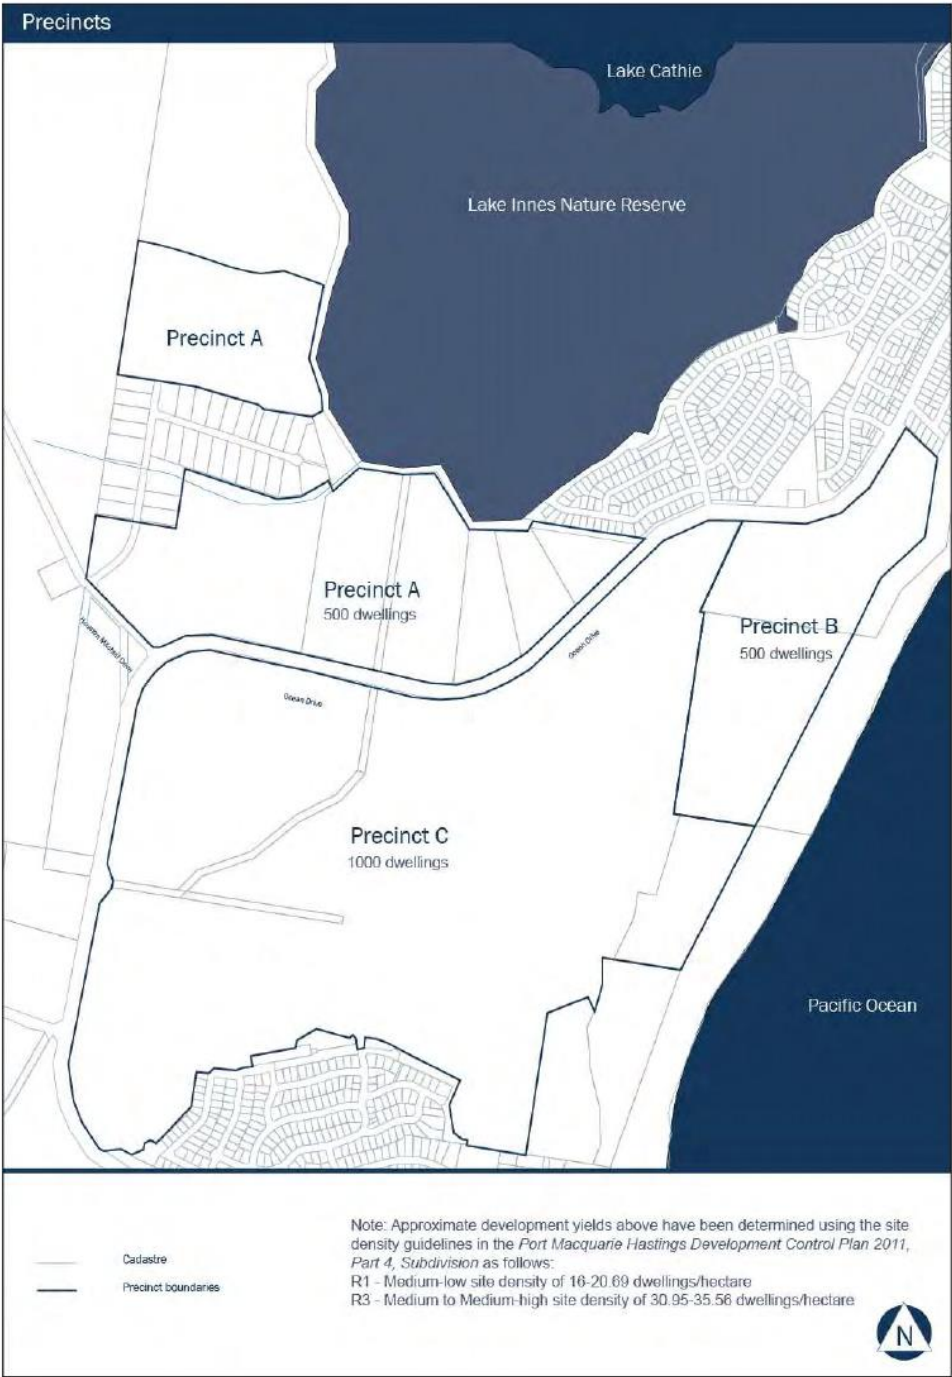 Precincts
Lake Cathie
Lake Innes Nature Reserve
Precinct A
Precinct A
500 dwellings
Precinct B
500 dwellings
Houston Mitchell Drive
Ocean Drive
Ocean Drive
Precinct C
1000 dwellings
Pacific Ocean
Cadastre
Precinct boundaries
Note: Approximate development yields above have been determined using the site
density guidelines in the Port Macquarie Hastings Development Control Plan 2011,
Part 4, Subdivision as follows:
R1 - Medium-low site density of 16-20.69 dwellings/hectare
R3 - Medium to Medium-high site density of 30.95-35.56 dwellings/hectare
N